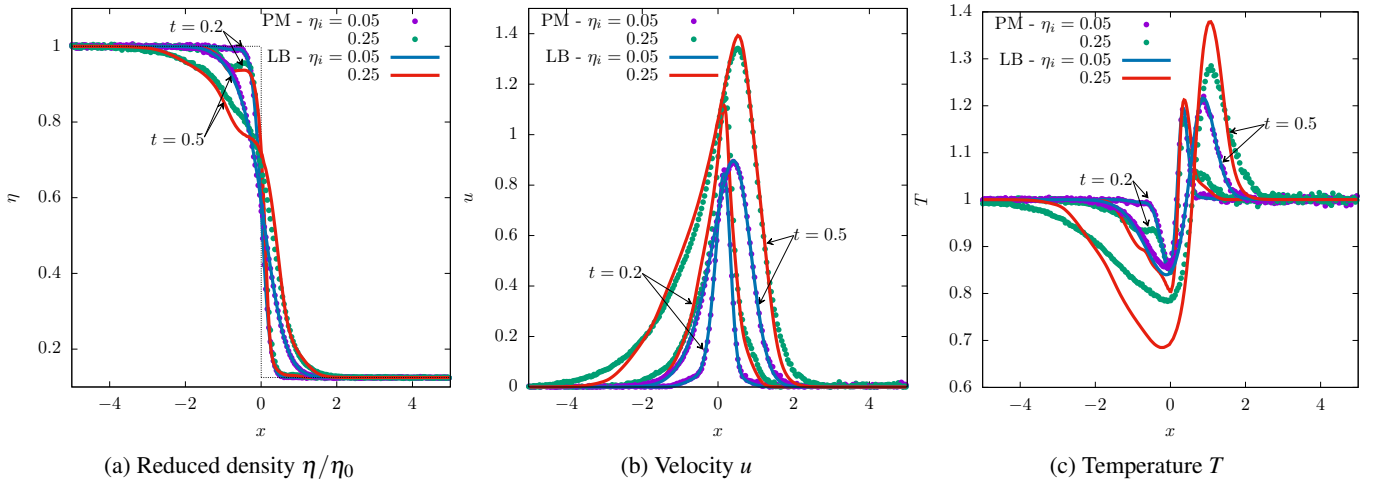 PM - ηi = 0.05
0.25
LB - ηi = 0.05
0.25
t = 0.2
t = 0.5
1
0.8
0.6
0.4
0.2
η
−4 −2 0 2 4
x
(a) Reduced density η/η0
PM - ηi = 0.05
0.25
LB - ηi = 0.05
0.25
t = 0.2
t = 0.5
1.4
1.2
1
0.8
0.6
0.4
0.2
0
u
−4 −2 0 2 4
x
(b) Velocity u
PM - ηi = 0.05
0.25
LB - ηi = 0.05
0.25
t = 0.2
t = 0.5
1.4
1.3
1.2
1.1
1
0.9
0.8
0.7
0.6
T
−4 −2 0 2 4
x
(c) Temperature T